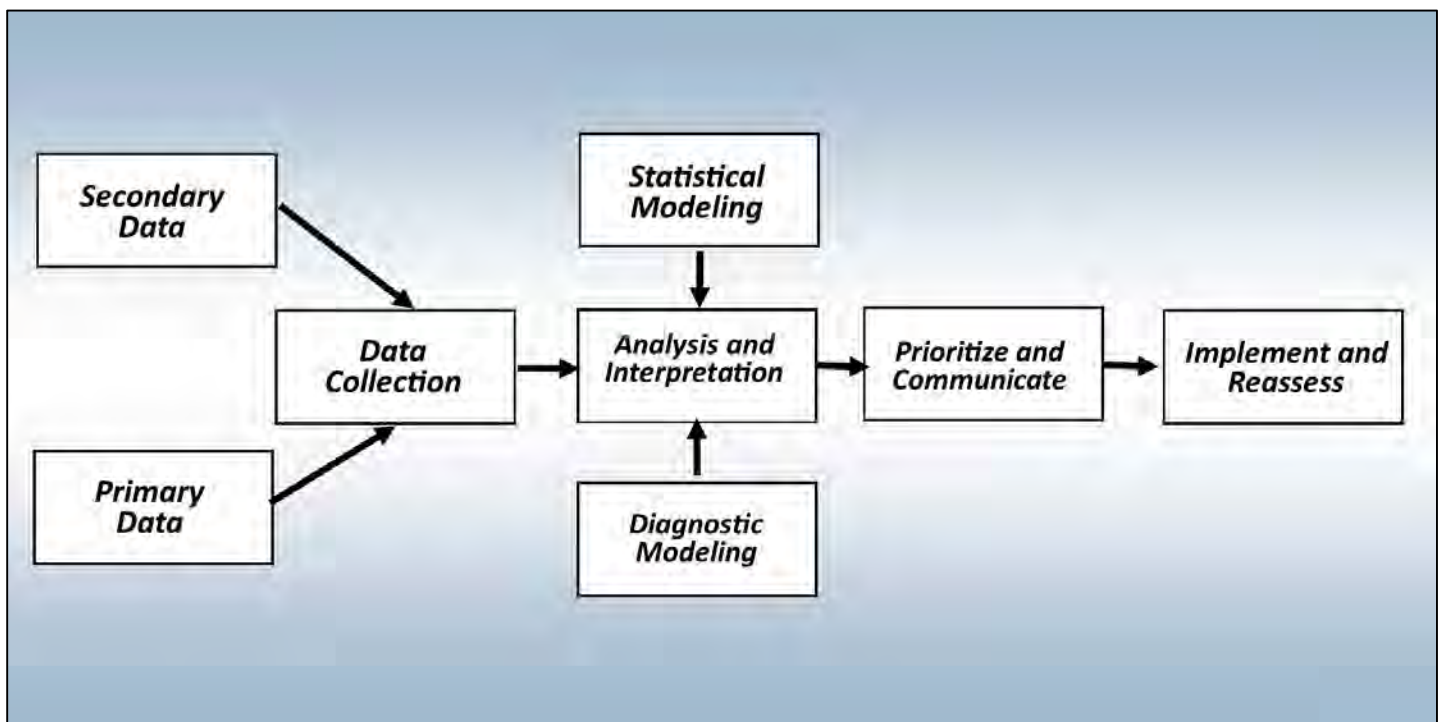 Secondary
Data
Statistical
Modeling
Data
Collection
Analysis and
Interpretation
Prioritize and
Communicate
Implement and
Reassess
Primary
Data
Diagnostic
Modeling